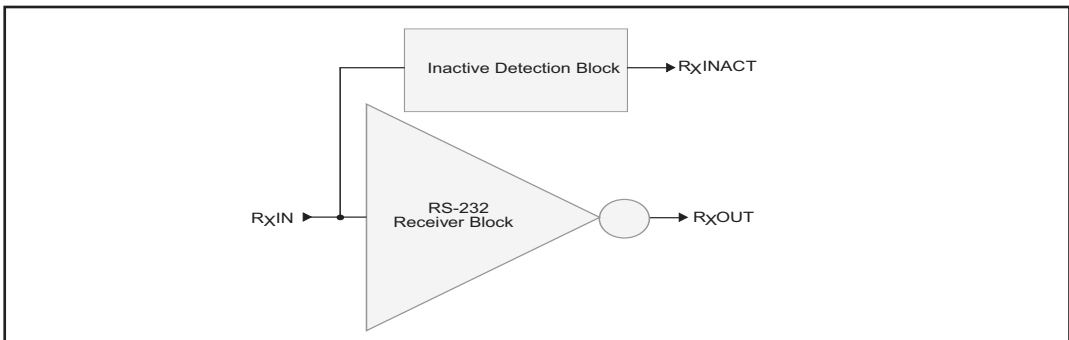 Inactive Detection Block
RXINACT
RS-232
Receiver Block
RXIN
RXOUT